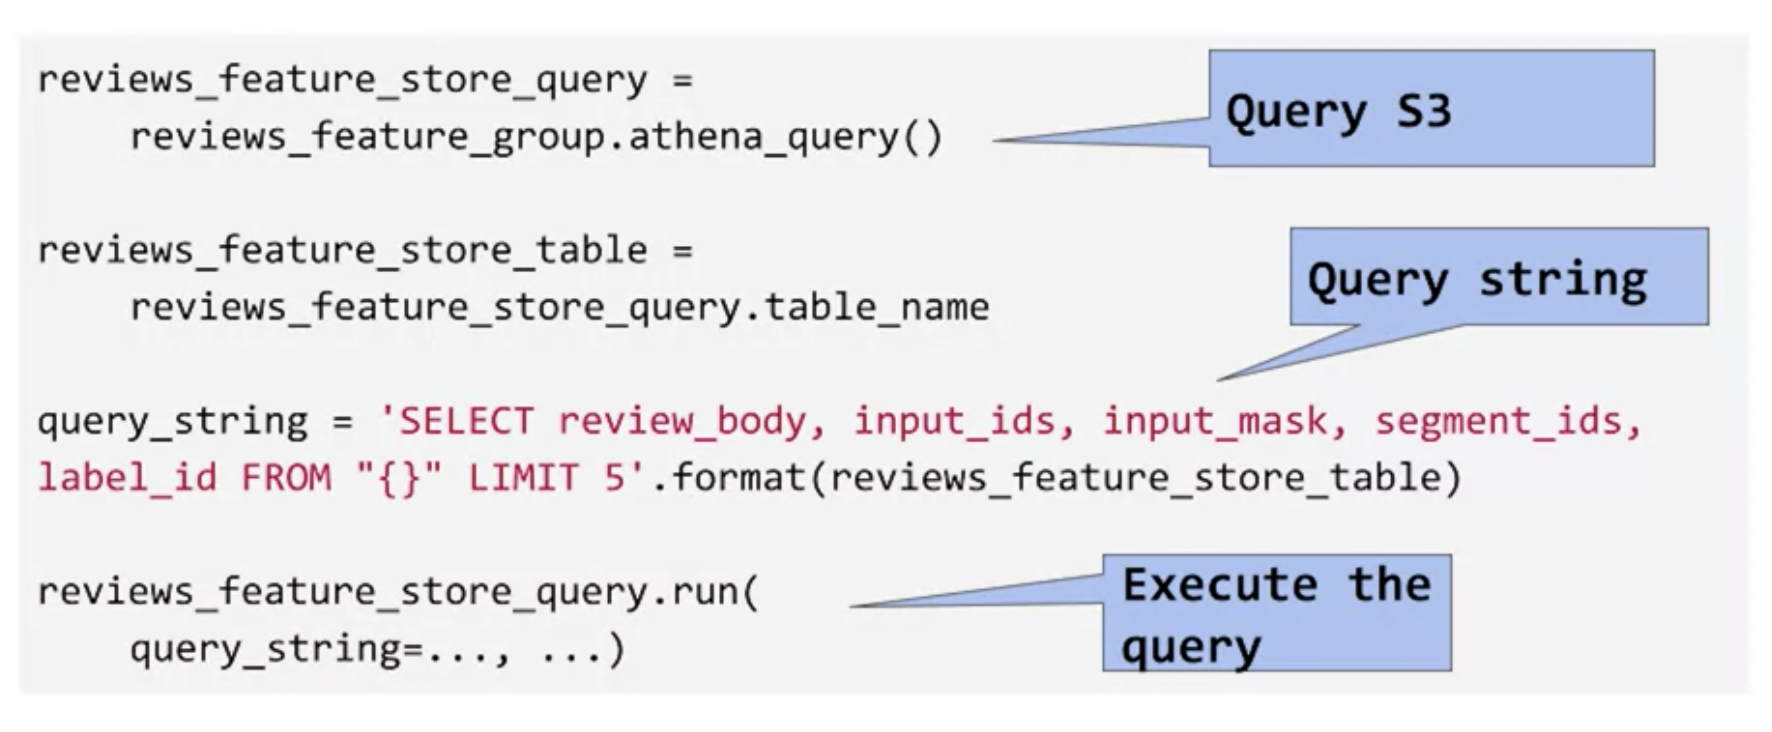 reviews_feature_store_query =
reviews_feature_group.athena_query()
Query S3
reviews_feature_store_table =
reviews_feature_store_query.table_name
Query string
query_string = 'SELECT review_body, input_ids, input_mask, segment_ids,
label_id FROM "{}" LIMIT 5'.format(reviews_feature_store_table)
reviews_feature_store_query.run(
query_string=..., ...)
Execute the
query